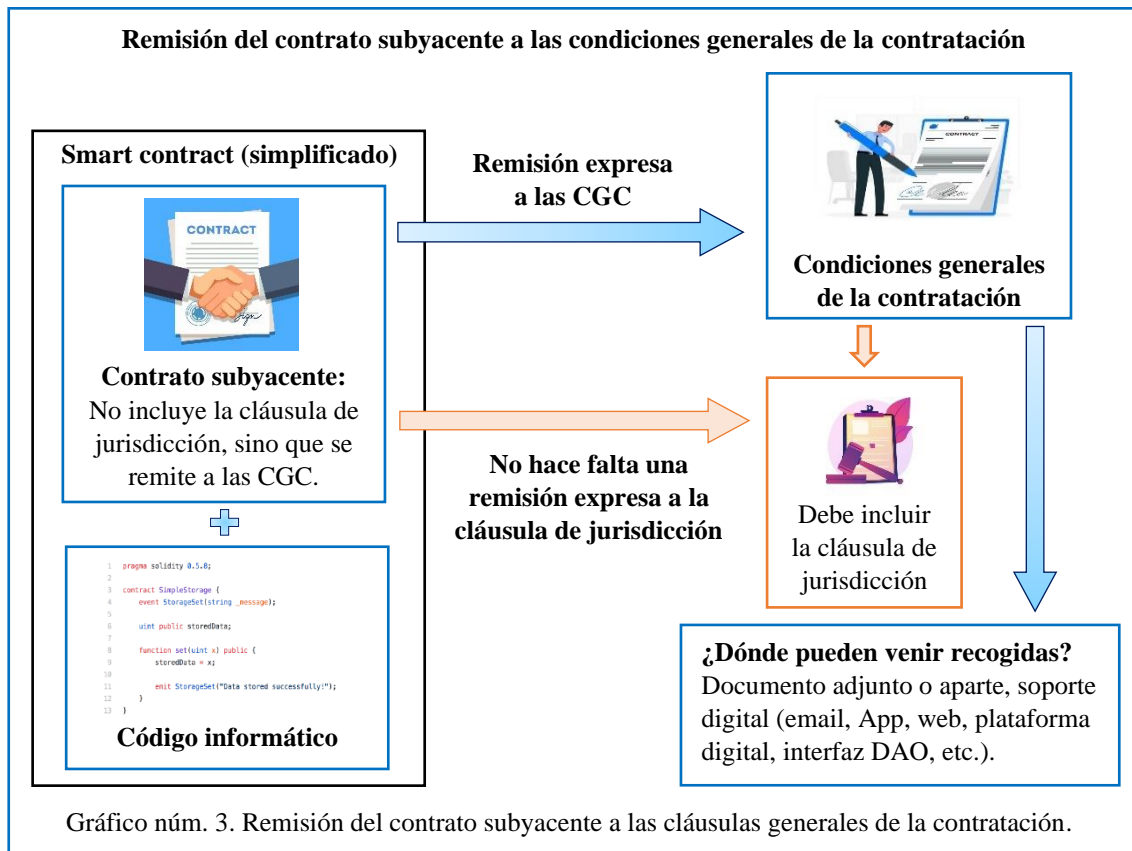 Remisión del contrato subyacente a las condiciones generales de la contratación
Smart contract (simplificado)
CONTRACT
Sign
Contrato subyacente:
No incluye la cláusula de
jurisdicción, sino que se
remite a las CGC.
1 pragma solidity 0.5.8;
2
3 contract SimpleStorage {
4 event StorageSet(string _message);
5
6 uint public storedData;
7
8 function set(uint x) public {
9 storedData = x;
10
11 emit StorageSet("Data stored successfully!");
12 }
13 }
Código informático
Remisión expresa
a las CGC
No hace falta una
remisión expresa a la
cláusula de jurisdicción
CONTRACT
Condiciones generales
de la contratación
Debe incluir
la cláusula de
jurisdicción
¿Dónde pueden venir recogidas?
Documento adjunto o aparte, soporte
digital (email, App, web, plataforma
digital, interfaz DAO, etc.).
Gráfico núm. 3. Remisión del contrato subyacente a las cláusulas generales de la contratación.